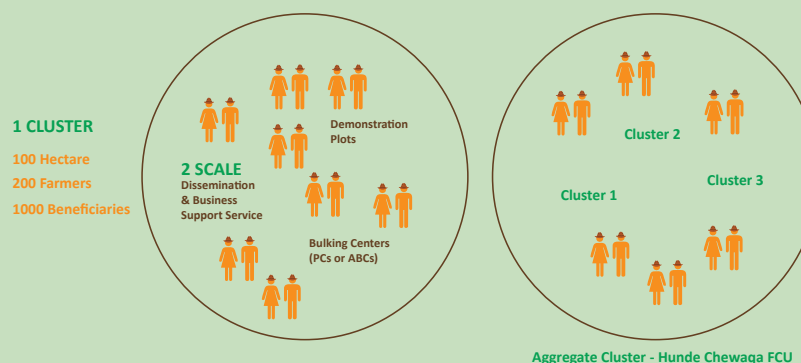 1 CLUSTER
100 Hectare
200 Farmers
1000 Beneficiaries
Demonstration
Plots
2 SCALE
Dissemination
& Business
Support Service
Bulking Centers
(PCs or ABCs)
Cluster 2
Cluster 3
Cluster 1
Aggregate Cluster - Hunde Chewaqa FCU